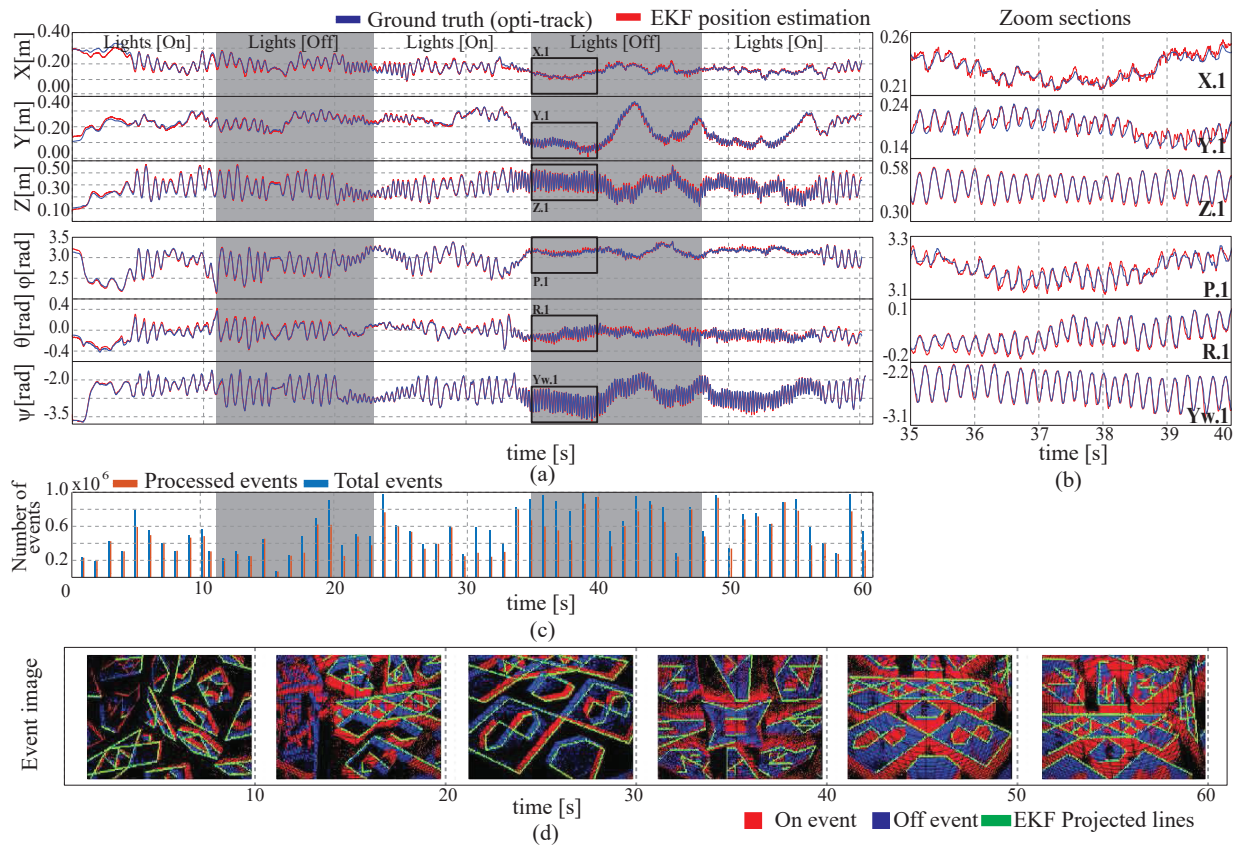 Ground truth (opti-track) EKF position estimation Zoom sections
Lights [On] Lights [Off] Lights [On] Lights [Off] Lights [On]
X[m] 0.40 0.20 0.00 X.1
Y[m] 0.40 0.20 0.00 Y.1
Z[m] 0.50 0.30 0.10 Z.1
φ[rad] 3.5 3.1 2.5 P.1
θ[rad] 0.4 0.0 -0.4 R.1
ψ[rad] -2.0 -3.5 Yw.1
time [s]
(a)
0.26 0.21 X.1
0.24 0.14 Y.1
0.58 0.30 Z.1
3.3 3.1 P.1
0.1 -0.2 R.1
-2.2 -3.1 Yw.1
35 36 37 38 39 40
time [s]
(b)
x10⁶ Processed events Total events
Number of
events
1.0
0.6
0.2
0 10 20 30 40 50 60
time [s]
(c)
Event image
10 20 30 40 50 60
time [s]
(d)
On event Off event EKF Projected lines